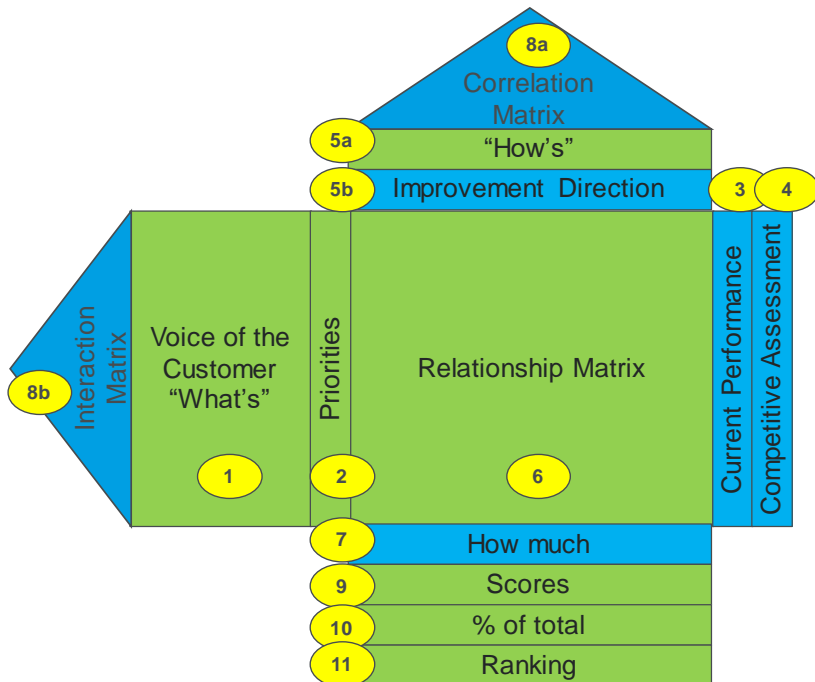 8a
Correlation
Matrix
5a
“How’s”
5b
Improvement Direction
3
4
8b
Interaction
Matrix
Voice of the
Customer
“What’s”
1
Priorities
2
Relationship Matrix
6
Current Performance
Competitive Assessment
7
How much
9
Scores
10
% of total
11
Ranking